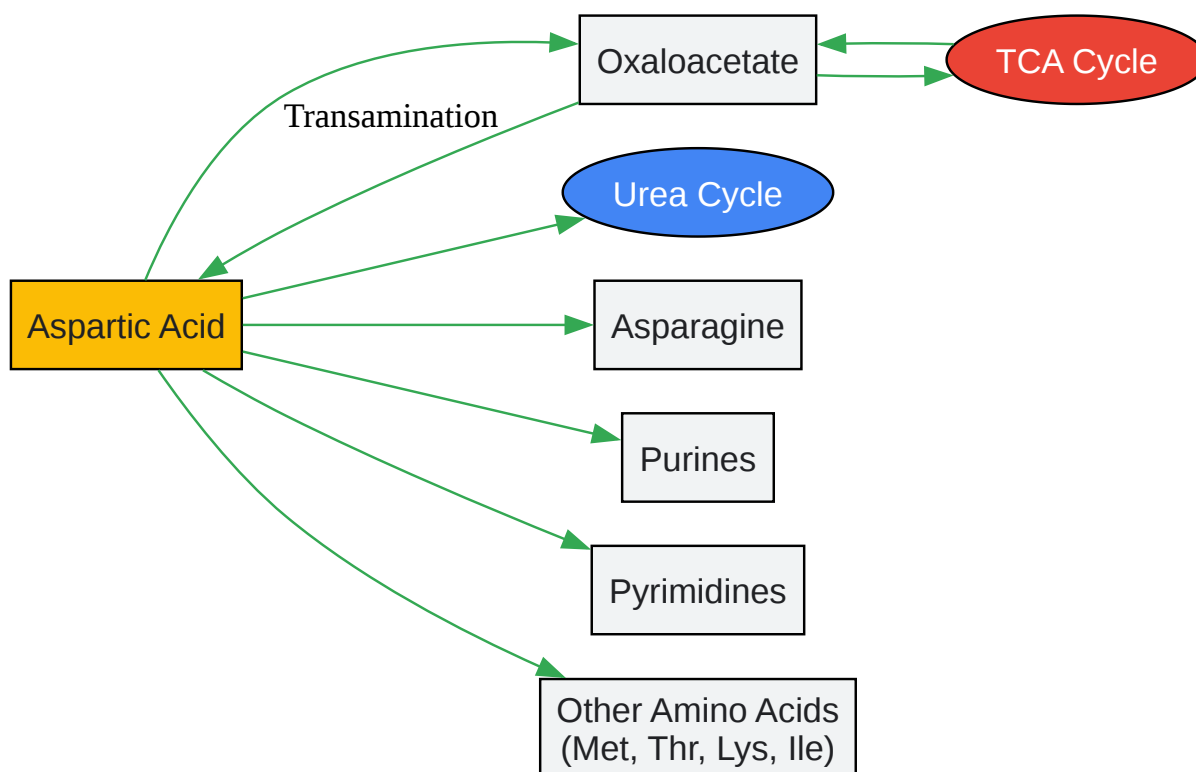 Oxaloacetate
TCA Cycle
Transamination
Urea Cycle
Aspartic Acid
Asparagine
Purines
Pyrimidines
Other Amino Acids
(Met, Thr, Lys, Ile)